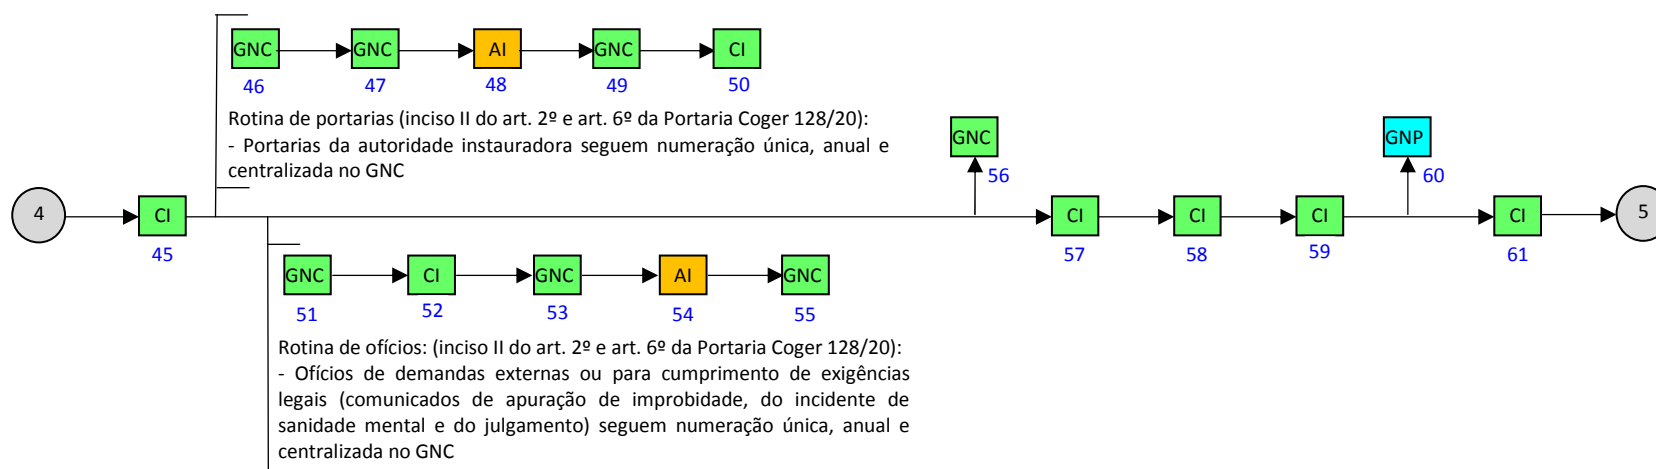 GNC GNC AI GNC CI
46 47 48 49 50
Rotina de portarias (inciso II do art. 2º e art. 6º da Portaria Coger 128/20):
- Portarias da autoridade instauradora seguem numeração única, anual e
centralizada no GNC
GNC GNP
56 60
4 CI CI CI CI CI 5
45 57 58 59 61
GNC CI GNC AI GNC
51 52 53 54 55
Rotina de ofícios: (inciso II do art. 2º e art. 6º da Portaria Coger 128/20):
- Ofícios de demandas externas ou para cumprimento de exigências
legais (comunicados de apuração de improbidade, do incidente de
sanidade mental e do julgamento) seguem numeração única, anual e
centralizada no GNC